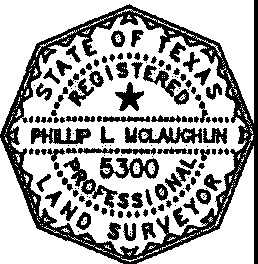 STATE OF TEXAS
REGISTERED
PHILLIP L. MCLAUGHLIN
5300
PROFESSIONAL
LAND SURVEYOR